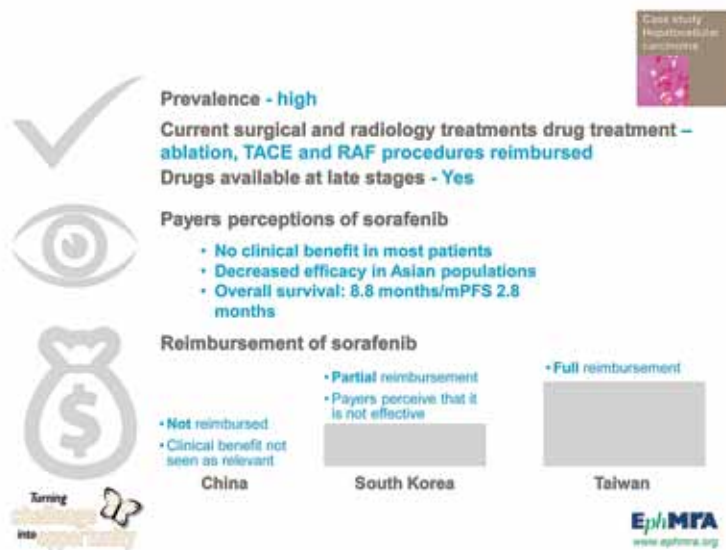 Case study
Hepatocellular
carcinoma
Prevalence - high
Current surgical and radiology treatments drug treatment –
ablation, TACE and RAF procedures reimbursed
Drugs available at late stages - Yes
Payers perceptions of sorafenib
• No clinical benefit in most patients
• Decreased efficacy in Asian populations
• Overall survival: 8.8 months/mPFS 2.8
months
Reimbursement of sorafenib
• Not reimbursed
• Clinical benefit not
seen as relevant
China
• Partial reimbursement
• Payers perceive that it
is not effective
South Korea
• Full reimbursement
Taiwan
$
Turning
challenge
into opportunity
EphMRA
www.ephmra.org